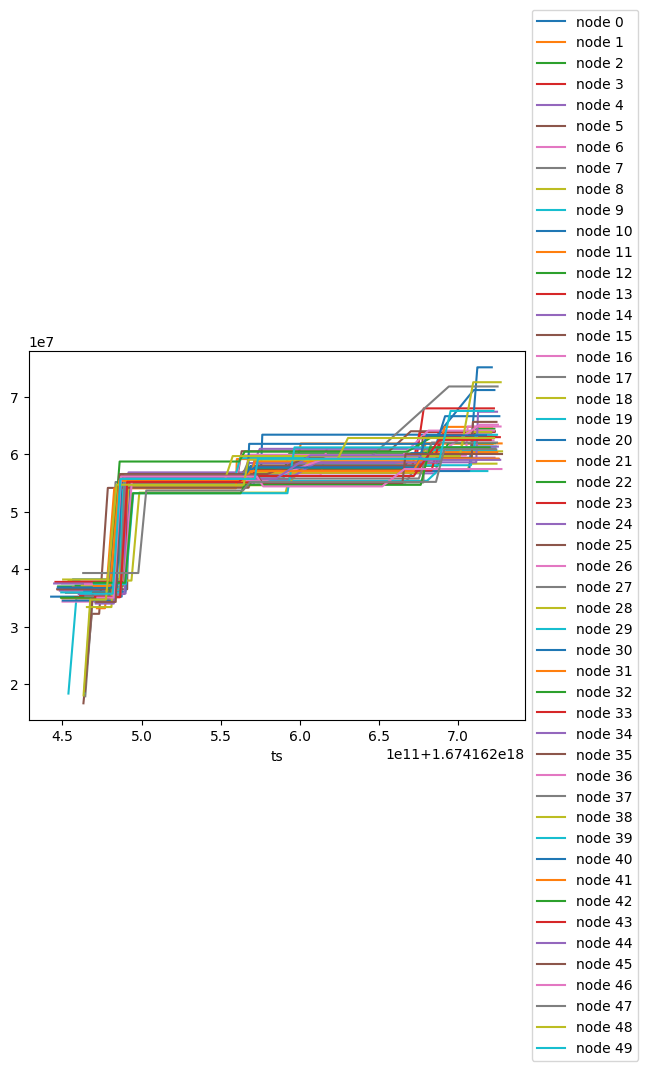 1e7
7
6
5
4
3
2
4.5 5.0 5.5 6.0 6.5 7.0
1e11+1.674162e18
ts
node 0
node 1
node 2
node 3
node 4
node 5
node 6
node 7
node 8
node 9
node 10
node 11
node 12
node 13
node 14
node 15
node 16
node 17
node 18
node 19
node 20
node 21
node 22
node 23
node 24
node 25
node 26
node 27
node 28
node 29
node 30
node 31
node 32
node 33
node 34
node 35
node 36
node 37
node 38
node 39
node 40
node 41
node 42
node 43
node 44
node 45
node 46
node 47
node 48
node 49